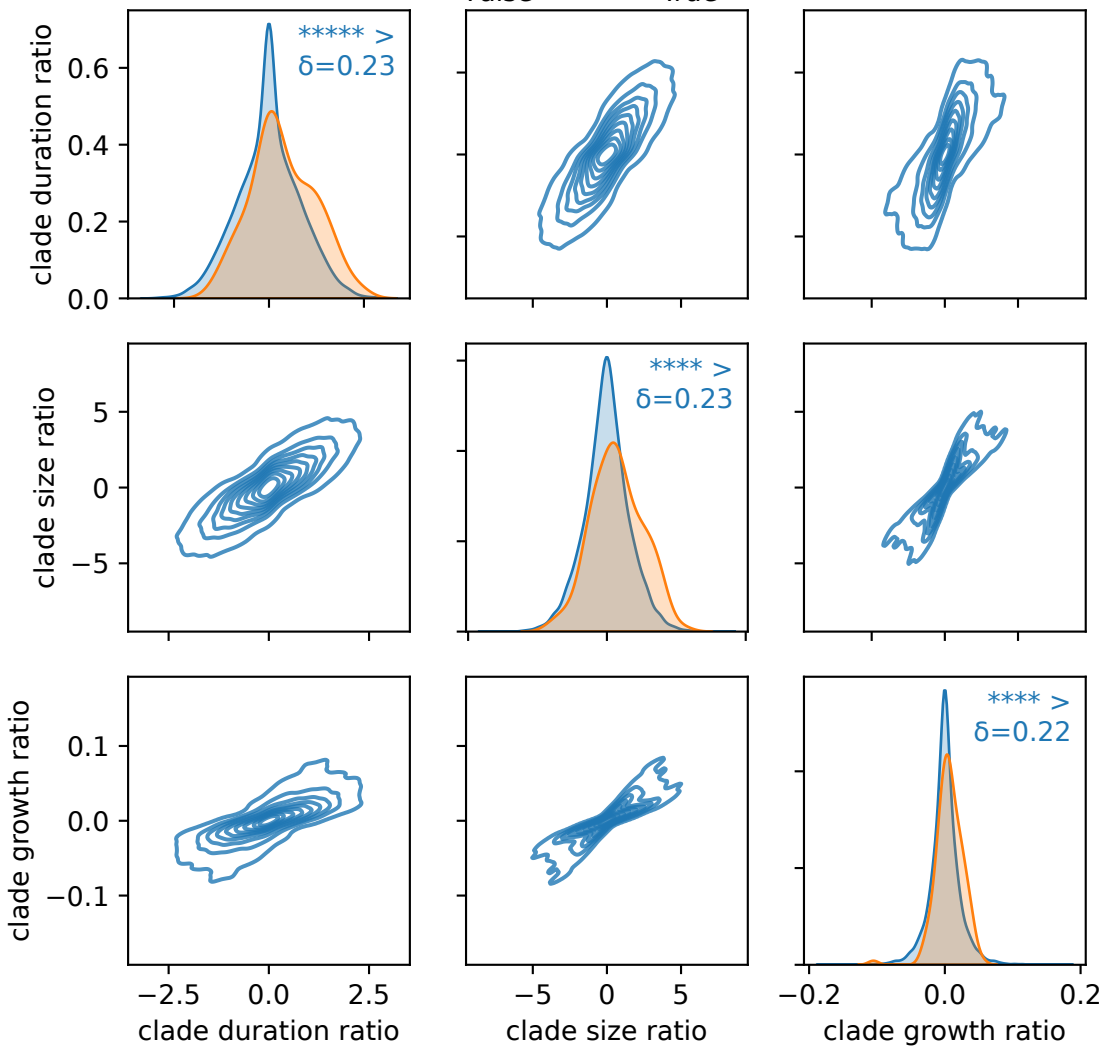 clade duration ratio
0.6
0.4
0.2
0.0
***** >
δ=0.23
−5
0
5
clade size ratio
5
0
−5
**** >
δ=0.23
clade growth ratio
0.1
0.0
−0.1
**** >
δ=0.22
−2.5
0.0
2.5
−0.2
0.0
0.2
clade duration ratio
clade size ratio
clade growth ratio